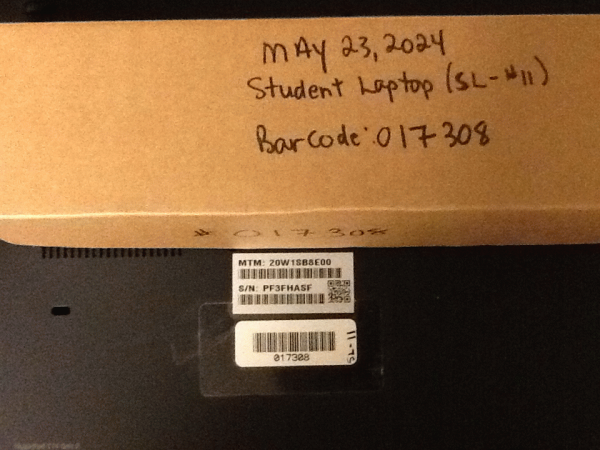 MAY 23, 2024
Student Laptop (SL-#11)
Barcode: 017308
# 017308
MTM: 20W1SB8E00
S/N: PF3FHASF
017308
SL-11